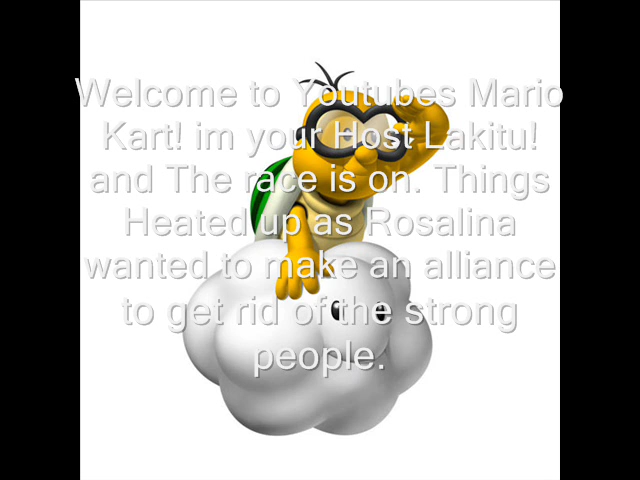 Welcome to Youtubes Mario
Kart! im your Host Lakitu!
and The race is on. Things
Heated up as Rosalina
wanted to make an alliance
to get rid of the strong
people.